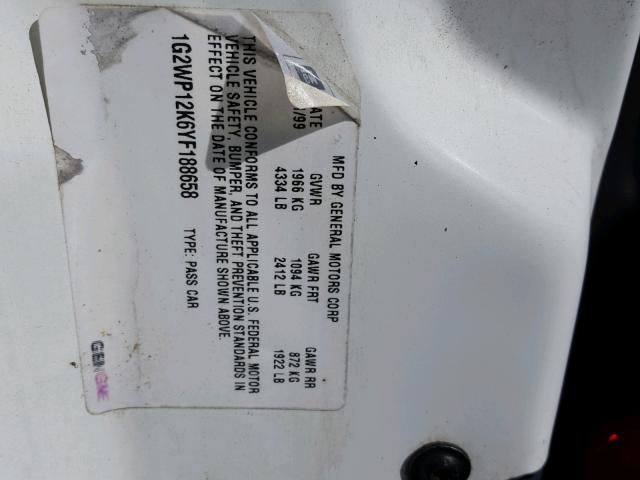 MFD BY GENERAL MOTORS CORP
ATE GVWR GAWR FRT GAWR RR
/99 1966 KG 1094 KG 872 KG
4334 LB 2412 LB 1922 LB
THIS VEHICLE CONFORMS TO ALL APPLICABLE U.S. FEDERAL MOTOR
VEHICLE SAFETY, BUMPER, AND THEFT PREVENTION STANDARDS IN
EFFECT ON THE DATE OF MANUFACTURE SHOWN ABOVE.
1G2WP12K6YF188658 TYPE: PASS CAR